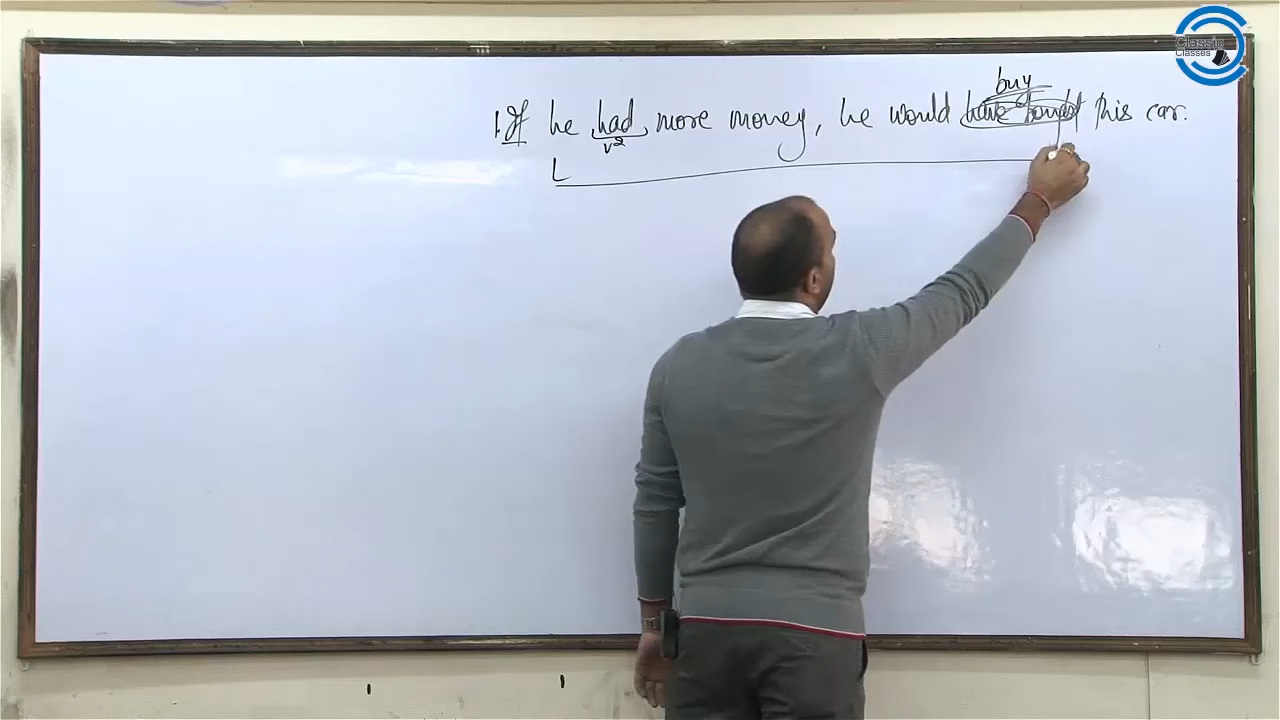 Classic
Classes
buy
1. If he had more money, he would have bought this car.
V2